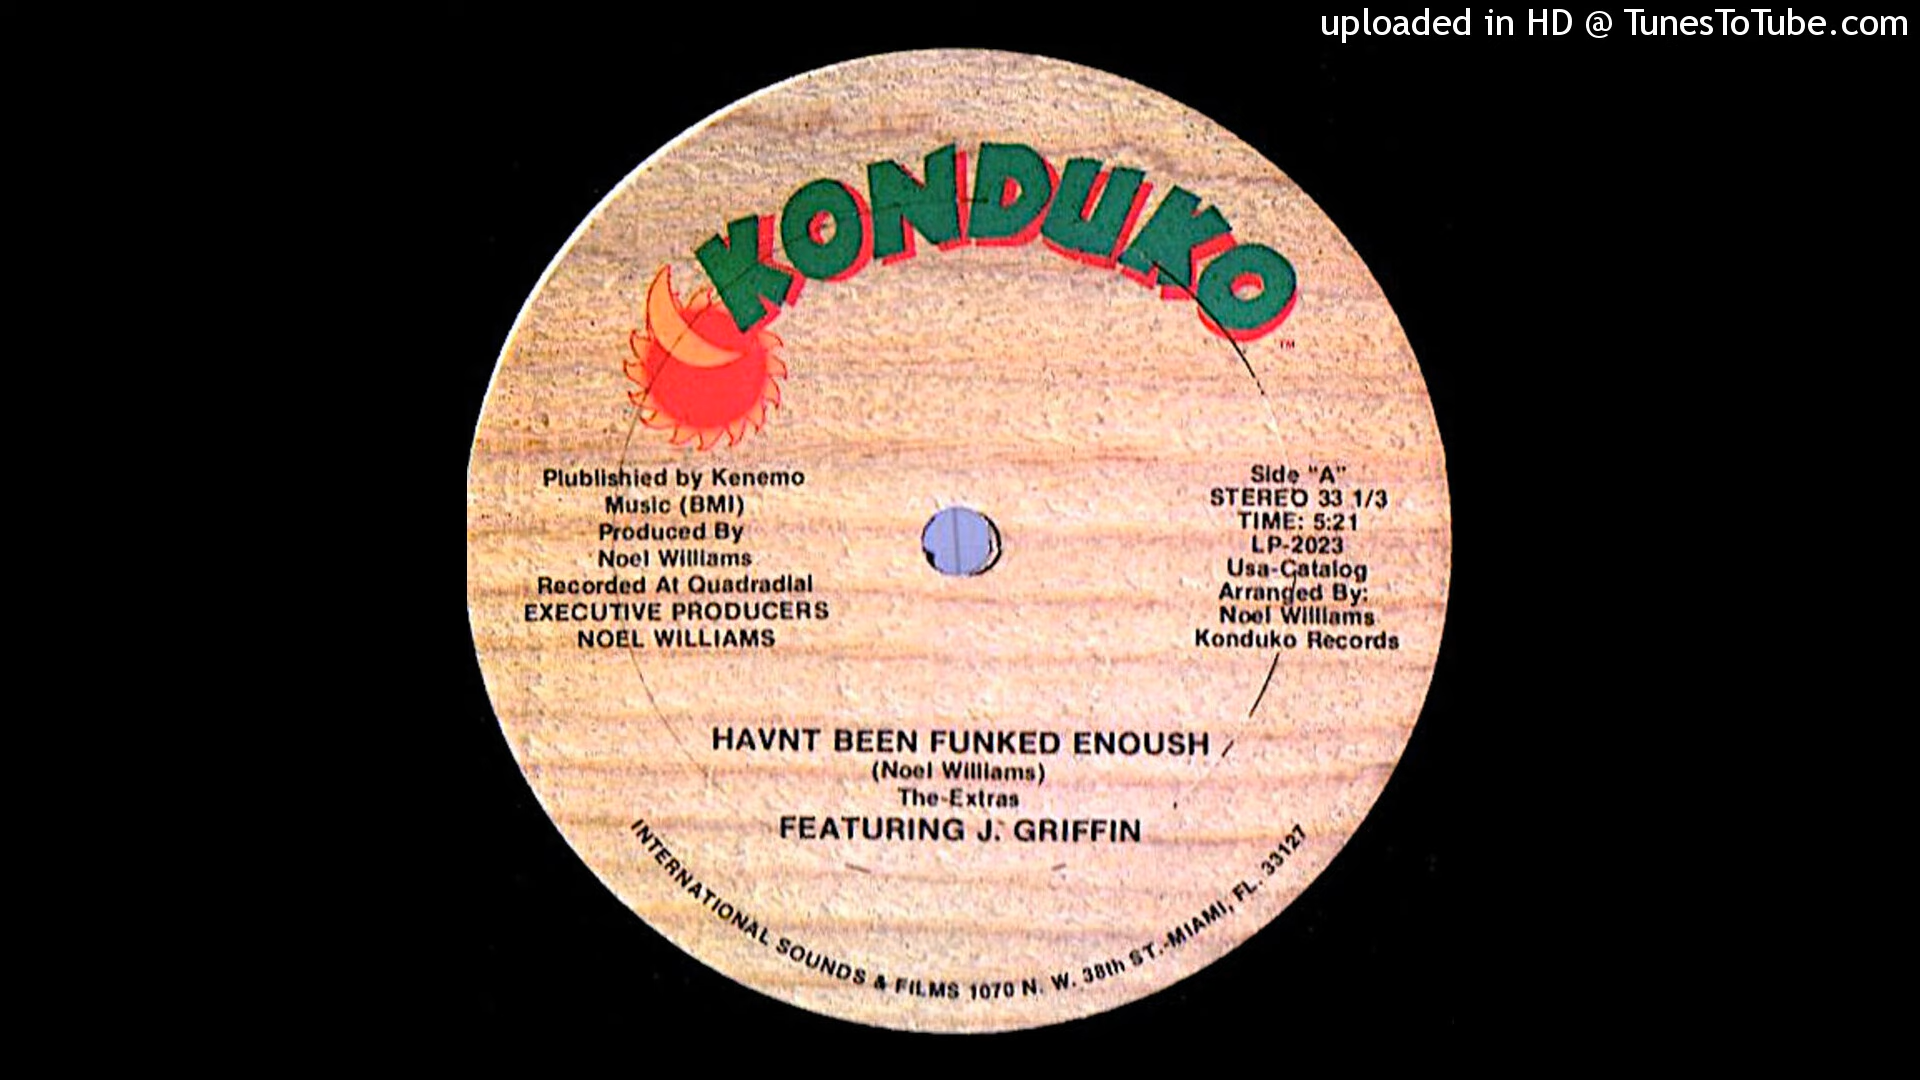 uploaded in HD @ TunesToTube.com
KONDUKO
TM
Plublishied by Kenemo
Music (BMI)
Produced By
Noel Williams
Recorded At Quadradial
EXECUTIVE PRODUCERS
NOEL WILLIAMS
Side "A"
STEREO 33 1/3
TIME: 5:21
LP-2023
Usa-Catalog
Arranged By:
Noel Williams
Konduko Records
HAVNT BEEN FUNKED ENOUSH
(Noel Williams)
The-Extras
FEATURING J. GRIFFIN
INTERNATIONAL SOUNDS & FILMS 1070 N. W. 38th ST.-MIAMI, FL. 33127